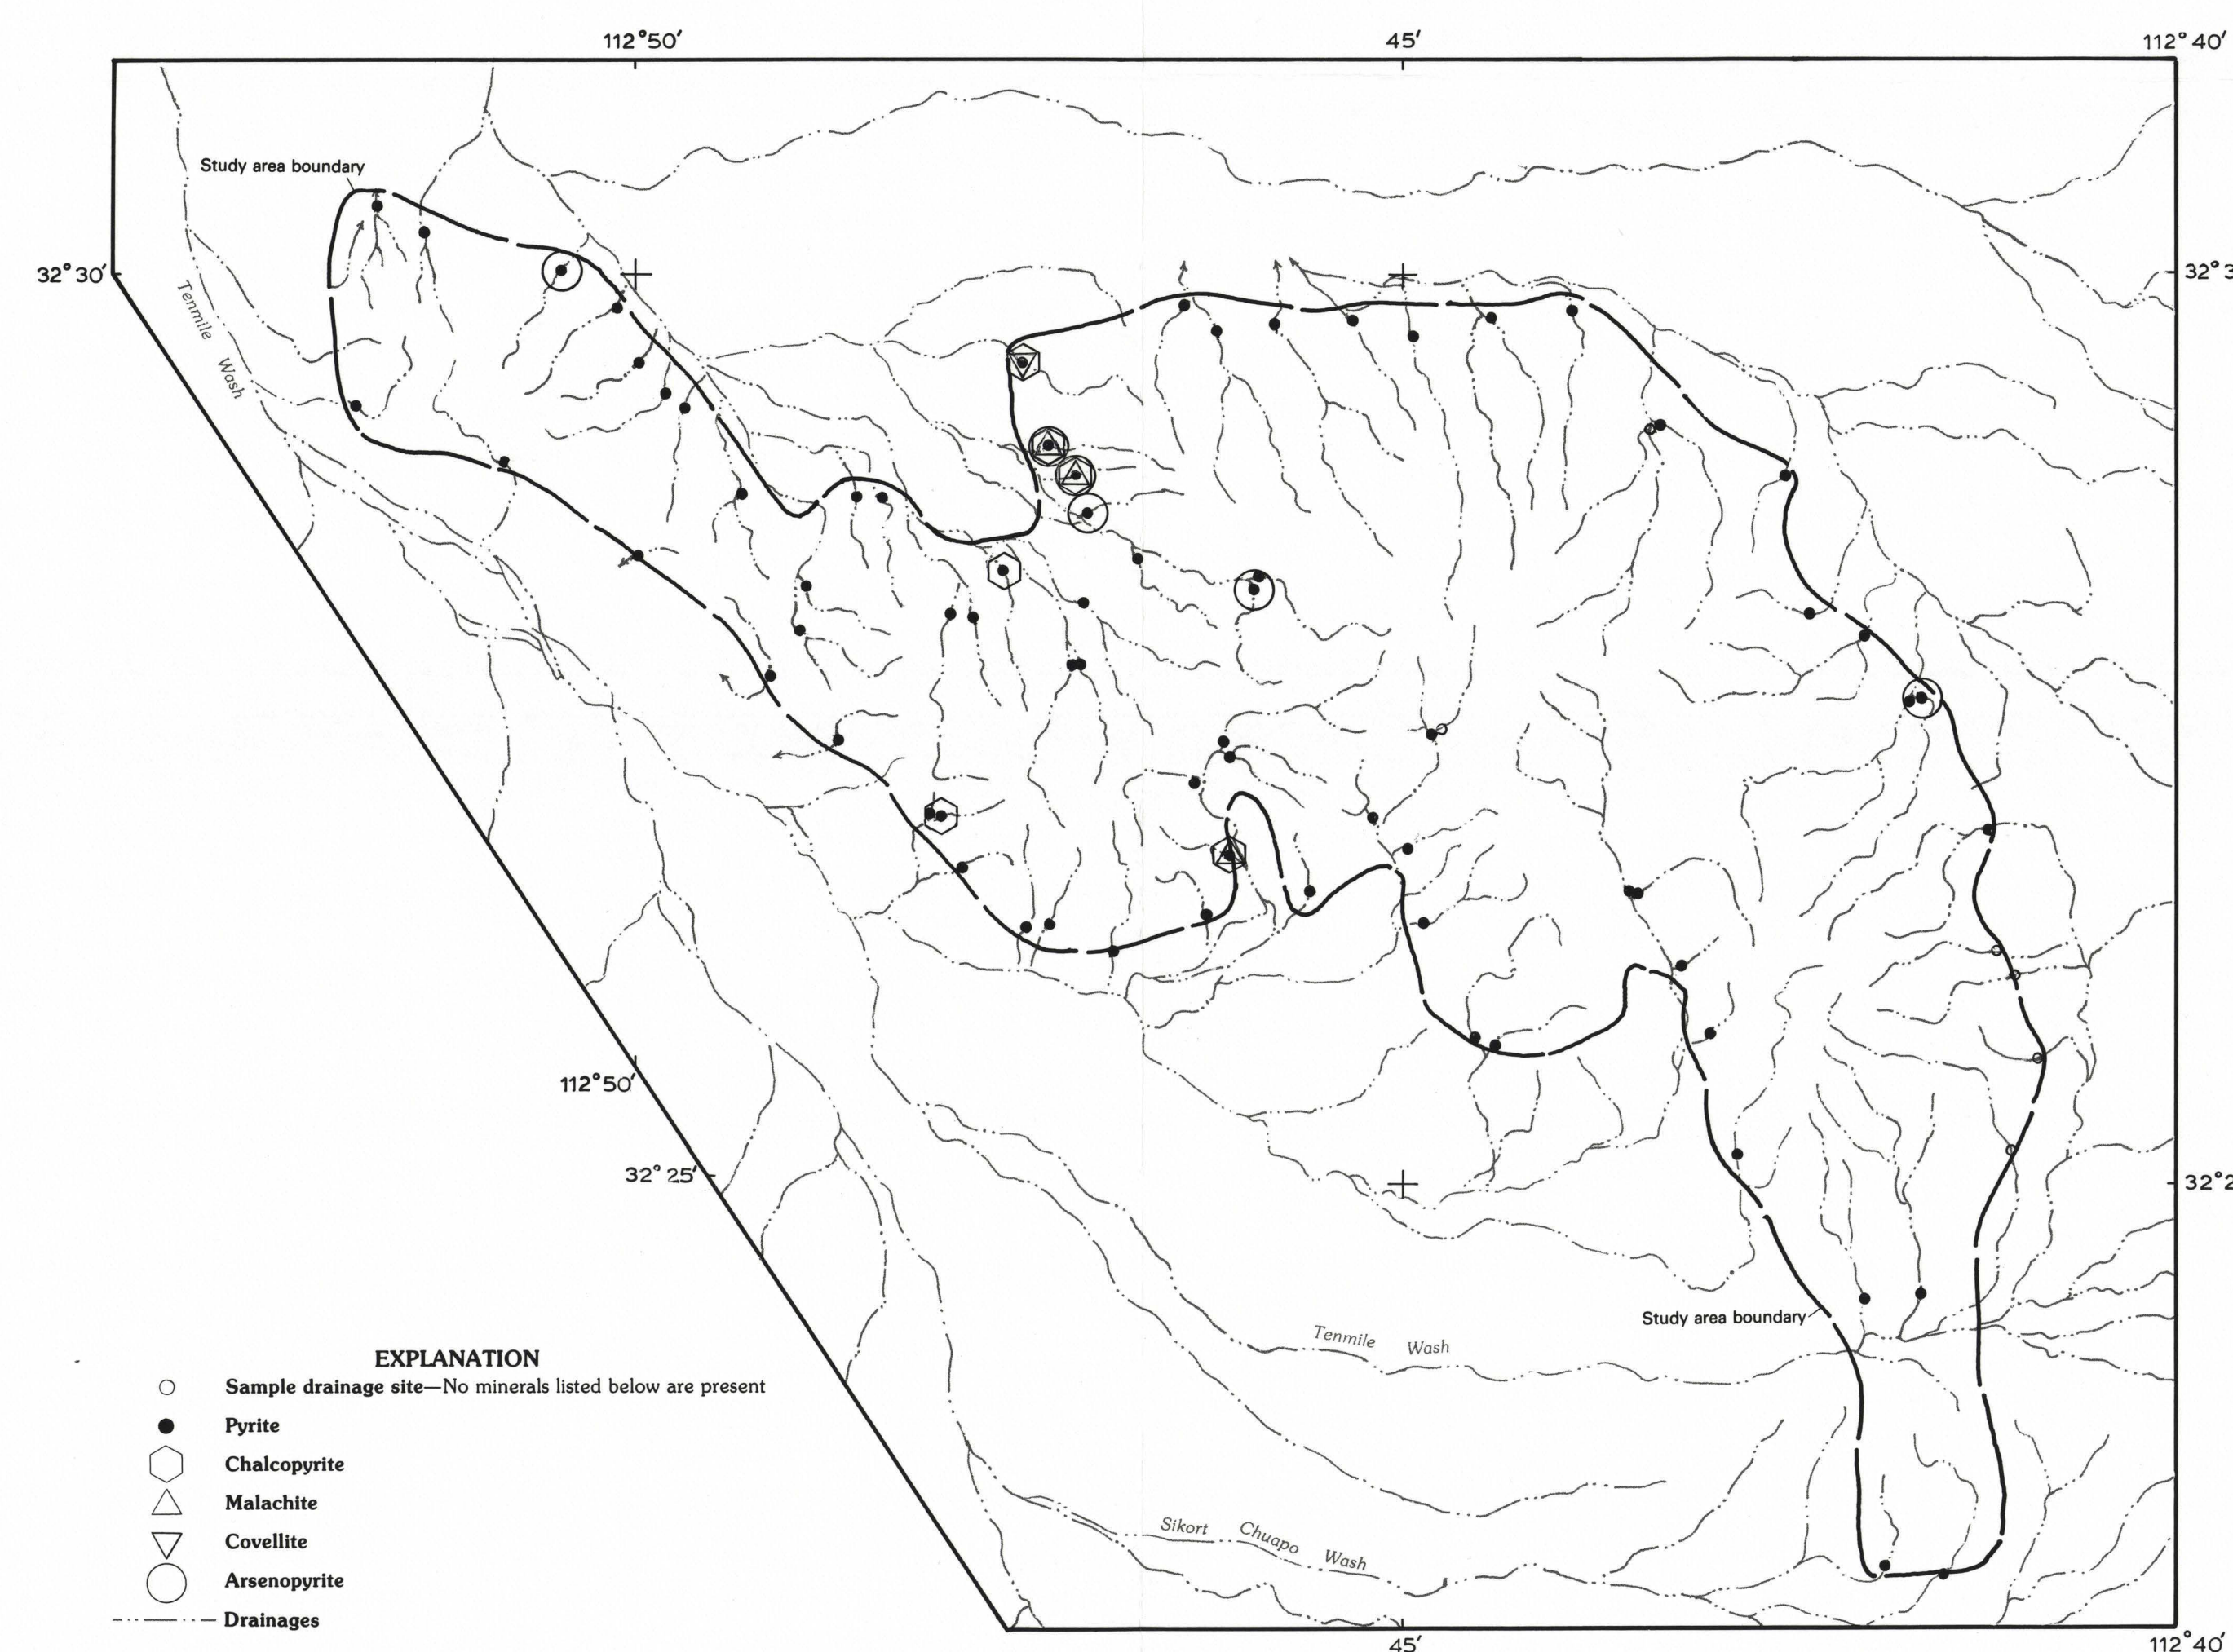 112°50′ 45′ 112°40′
Study area boundary
32°30′ 32°3
Tenmile Wash
112°50′
32°25′ 32°2
Study area boundary
Tenmile Wash
EXPLANATION
Sample drainage site—No minerals listed below are present
Pyrite
Chalcopyrite
Malachite
Covellite
Arsenopyrite
Drainages
Sikort Chuapo Wash
45′ 112°40′